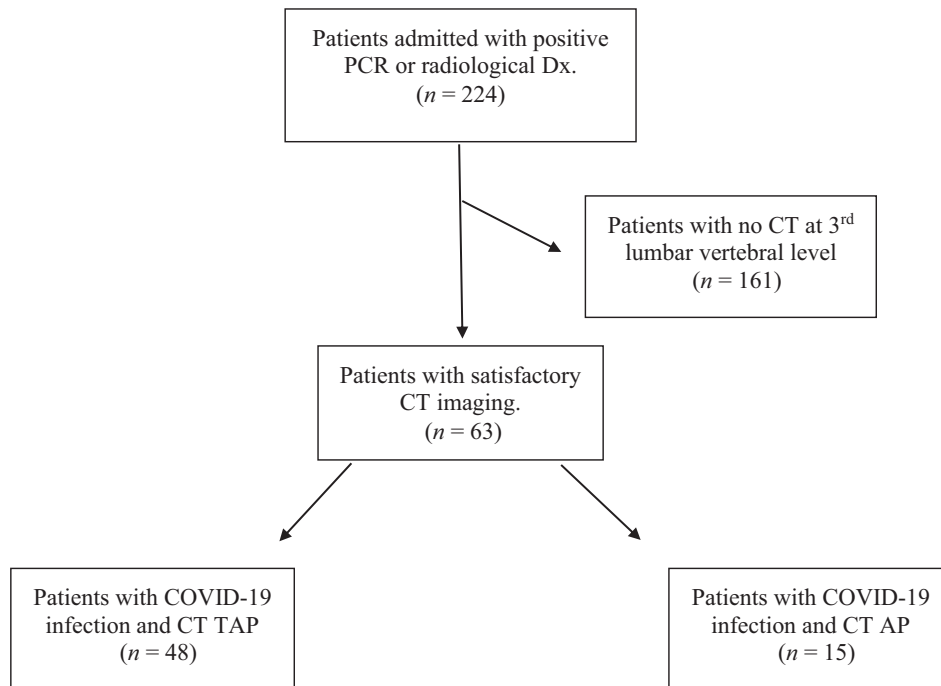 Patients admitted with positive
PCR or radiological Dx.
(n = 224)
Patients with no CT at 3rd
lumbar vertebral level
(n = 161)
Patients with satisfactory
CT imaging.
(n = 63)
Patients with COVID-19
infection and CT TAP
(n = 48)
Patients with COVID-19
infection and CT AP
(n = 15)